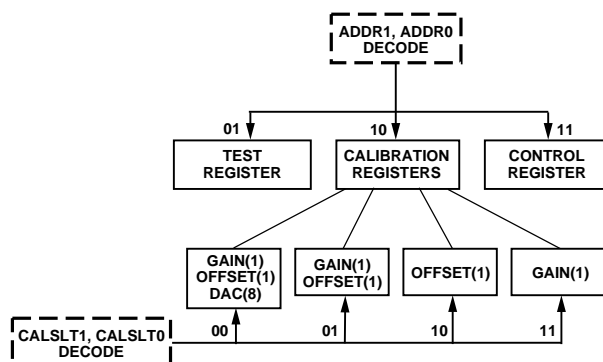 ADDR1, ADDR0
DECODE
01
10
11
TEST
REGISTER
CALIBRATION
REGISTERS
CONTROL
REGISTER
GAIN(1)
OFFSET(1)
DAC(8)
GAIN(1)
OFFSET(1)
OFFSET(1)
GAIN(1)
CALSLT1, CALSLT0
DECODE
00
01
10
11